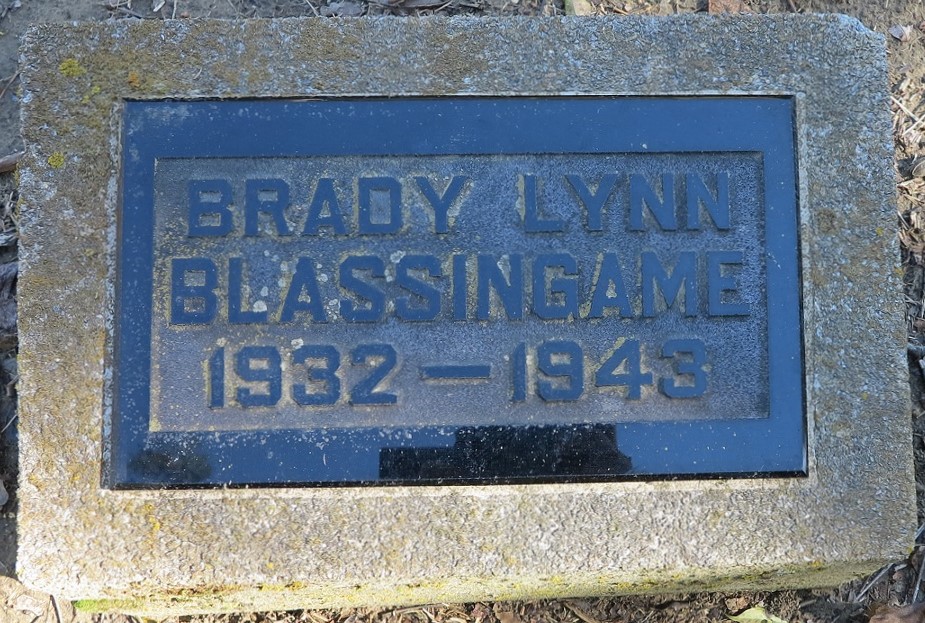 BRADY LYNN
BLASSINGAME
1932 — 1943